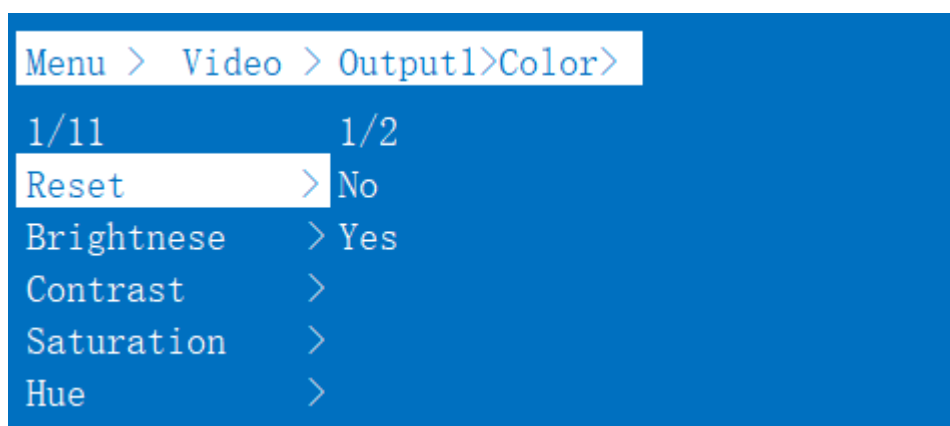 Menu > Video > Output1>Color>
1/11 1/2
Reset > No
Brightnese > Yes
Contrast >
Saturation >
Hue >